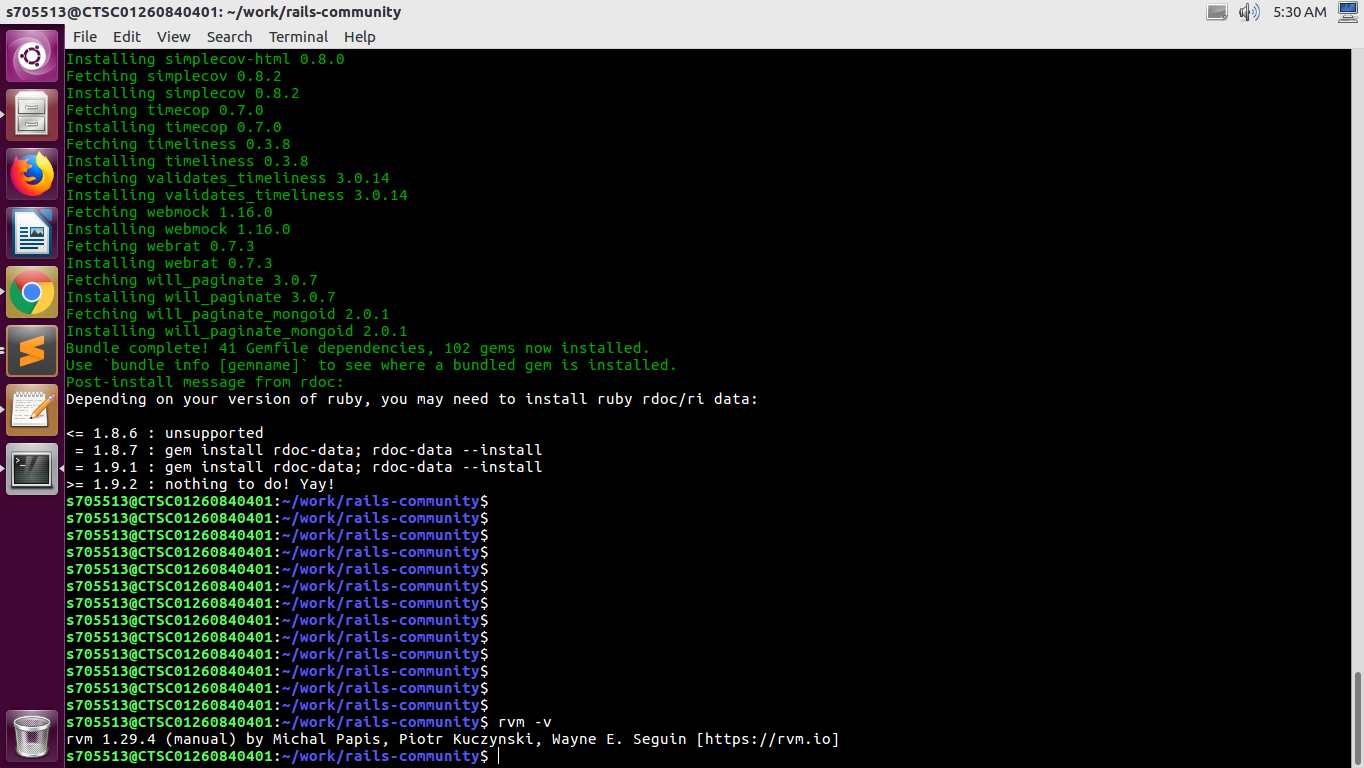 s705513@CTSC01260840401: ~/work/rails-community
5:30 AM
File Edit View Search Terminal Help
Installing simplecov-html 0.8.0
Fetching simplecov 0.8.2
Installing simplecov 0.8.2
Fetching timecop 0.7.0
Installing timecop 0.7.0
Fetching timeliness 0.3.8
Installing timeliness 0.3.8
Fetching validates_timeliness 3.0.14
Installing validates_timeliness 3.0.14
Fetching webmock 1.16.0
Installing webmock 1.16.0
Fetching webrat 0.7.3
Installing webrat 0.7.3
Fetching will_paginate 3.0.7
Installing will_paginate 3.0.7
Fetching will_paginate_mongoid 2.0.1
Installing will_paginate_mongoid 2.0.1
Bundle complete! 41 Gemfile dependencies, 102 gems now installed.
Use `bundle info [gemname]` to see where a bundled gem is installed.
Post-install message from rdoc:
Depending on your version of ruby, you may need to install ruby rdoc/ri data:
<= 1.8.6 : unsupported
= 1.8.7 : gem install rdoc-data; rdoc-data --install
= 1.9.1 : gem install rdoc-data; rdoc-data --install
>= 1.9.2 : nothing to do! Yay!
s705513@CTSC01260840401:~/work/rails-community$
s705513@CTSC01260840401:~/work/rails-community$
s705513@CTSC01260840401:~/work/rails-community$
s705513@CTSC01260840401:~/work/rails-community$
s705513@CTSC01260840401:~/work/rails-community$
s705513@CTSC01260840401:~/work/rails-community$
s705513@CTSC01260840401:~/work/rails-community$
s705513@CTSC01260840401:~/work/rails-community$
s705513@CTSC01260840401:~/work/rails-community$
s705513@CTSC01260840401:~/work/rails-community$
s705513@CTSC01260840401:~/work/rails-community$
s705513@CTSC01260840401:~/work/rails-community$
s705513@CTSC01260840401:~/work/rails-community$
s705513@CTSC01260840401:~/work/rails-community$ rvm -v
rvm 1.29.4 (manual) by Michal Papis, Piotr Kuczynski, Wayne E. Seguin [https://rvm.io]
s705513@CTSC01260840401:~/work/rails-community$